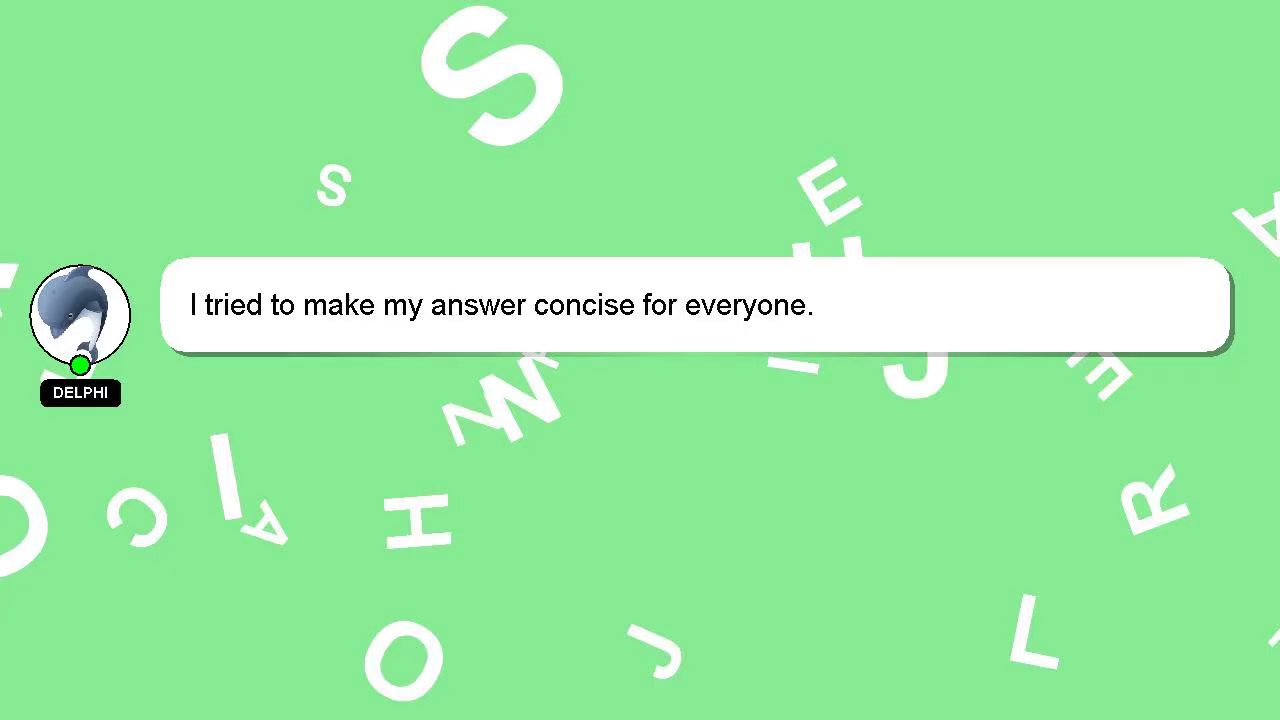 I tried to make my answer concise for everyone.
DELPHI
S
S
E
A
J
E
N
W
I
C
I
A
H
R
O
O
J
L